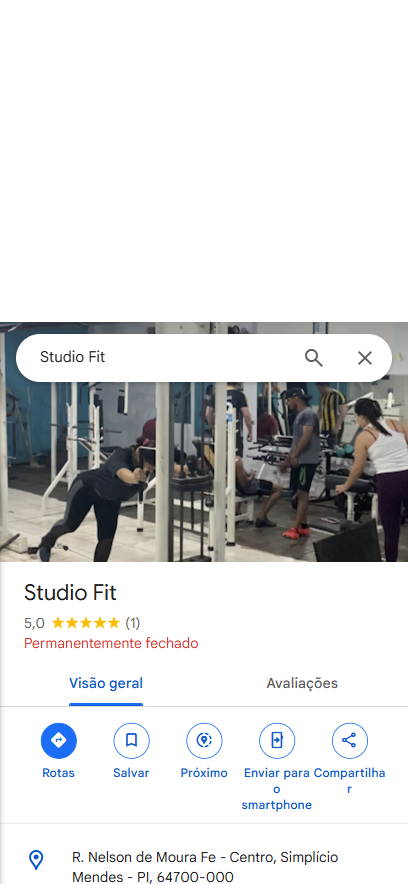 Studio Fit
Studio Fit
5,0 (1)
Permanentemente fechado
Visão geral
Avaliações
Rotas
Salvar
Próximo
Enviar para
o
smartphone
Compartilha
r
R. Nelson de Moura Fe - Centro, Simplício
Mendes - PI, 64700-000